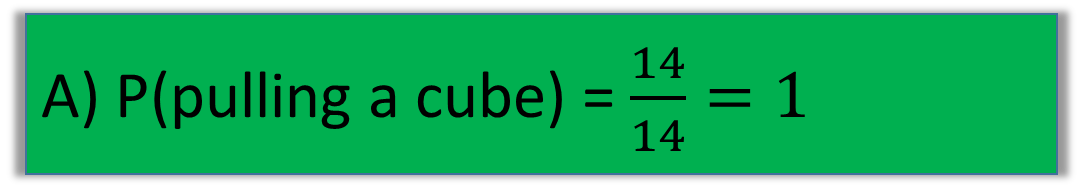 A) P(pulling a cube) = 14/14 = 1